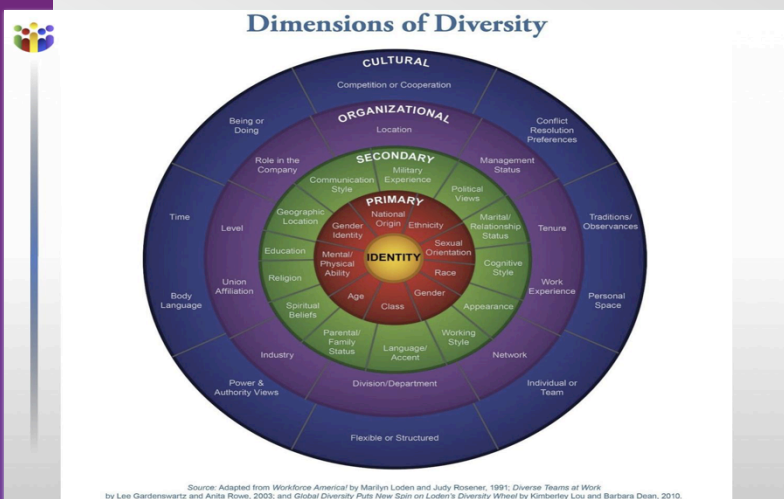 Dimensions of Diversity
CULTURAL
Competition or Cooperation
Being or
Doing
Conflict
Resolution
Preferences
ORGANIZATIONAL
Location
Role in the
Company
Management
Status
SECONDARY
Military
Experience
Communication
Style
Political
Views
PRIMARY
National
Origin
Ethnicity
Gender
Identity
Geographic
Location
Marital/
Relationship
Status
Time
Level
Tenure
Traditions/
Observances
Sexual
Orientation
Education
Mental/
Physical
Ability
IDENTITY
Cognitive
Style
Race
Religion
Union
Affiliation
Work
Experience
Body
Language
Personal
Space
Age
Gender
Class
Spiritual
Beliefs
Appearance
Parental/
Family
Status
Working
Style
Language/
Accent
Industry
Network
Division/Department
Power &
Authority Views
Individual or
Team
Flexible or Structured
Source: Adapted from Workforce America! by Marilyn Loden and Judy Rosener, 1991; Diverse Teams at Work
by Lee Gardenswartz and Anita Rowe, 2003; and Global Diversity Puts New Spin on Loden's Diversity Wheel by Kimberley Lou and Barbara Dean, 2010.